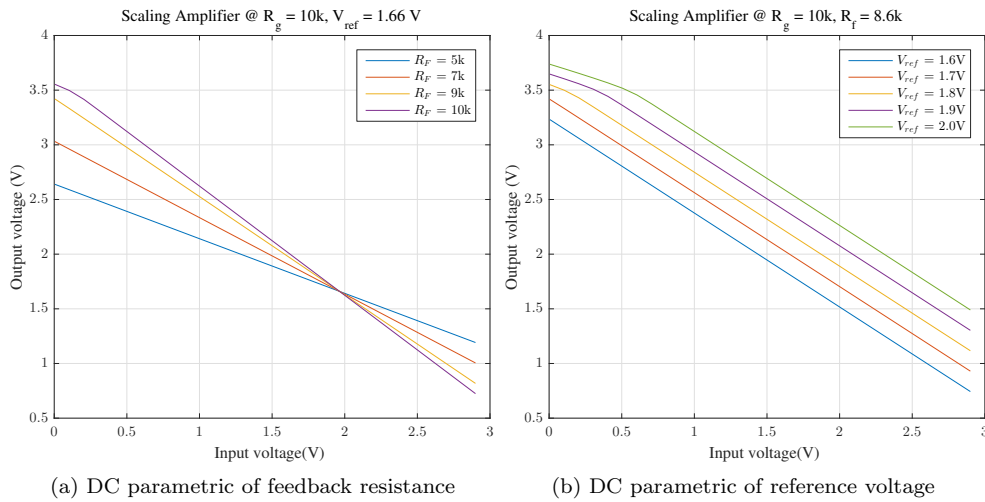 Scaling Amplifier @ R_g = 10k, V_ref = 1.66 V
4
3.5
3
2.5
2
1.5
1
0.5
Output voltage (V)
R_F = 5k
R_F = 7k
R_F = 9k
R_F = 10k
0 0.5 1 1.5 2 2.5 3
Input voltage(V)
(a) DC parametric of feedback resistance
Scaling Amplifier @ R_g = 10k, R_f = 8.6k
4
3.5
3
2.5
2
1.5
1
0.5
Output voltage (V)
V_ref = 1.6V
V_ref = 1.7V
V_ref = 1.8V
V_ref = 1.9V
V_ref = 2.0V
0 0.5 1 1.5 2 2.5 3
Input voltage(V)
(b) DC parametric of reference voltage